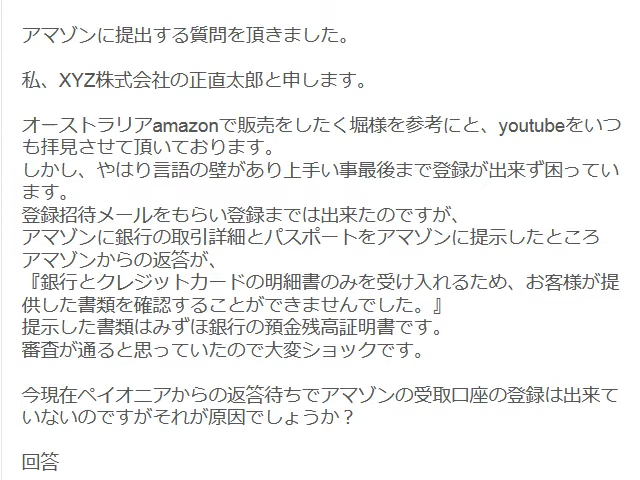 アマゾンに提出する質問を頂きました。
私、XYZ株式会社の正直太郎と申します。
オーストラリアamazonで販売をしたく堀様を参考にと、youtubeをいつ
も拝見させて頂いております。
しかし、やはり言語の壁があり上手い事最後まで登録が出来ず困ってい
ます。
登録招待メールをもらい登録までは出来たのですが、
アマゾンに銀行の取引詳細とパスポートをアマゾンに提示したところ
アマゾンからの返答が、
『銀行とクレジットカードの明細書のみを受け入れるため、お客様が提
供した書類を確認することができませんでした。』
提示した書類はみずほ銀行の預金残高証明書です。
審査が通ると思っていたので大変ショックです。
今現在ペイオニアからの返答待ちでアマゾンの受取口座の登録は出来て
いないのですがそれが原因でしょうか？
回答